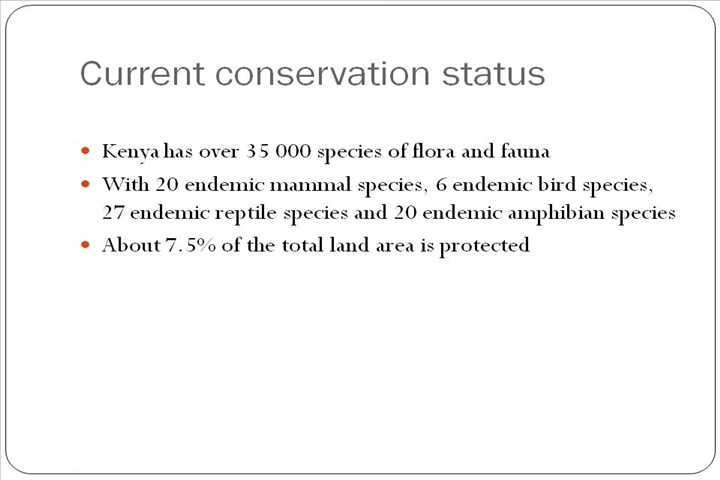 Current conservation status
• Kenya has over 35 000 species of flora and fauna
• With 20 endemic mammal species, 6 endemic bird species,
27 endemic reptile species and 20 endemic amphibian species
• About 7.5% of the total land area is protected